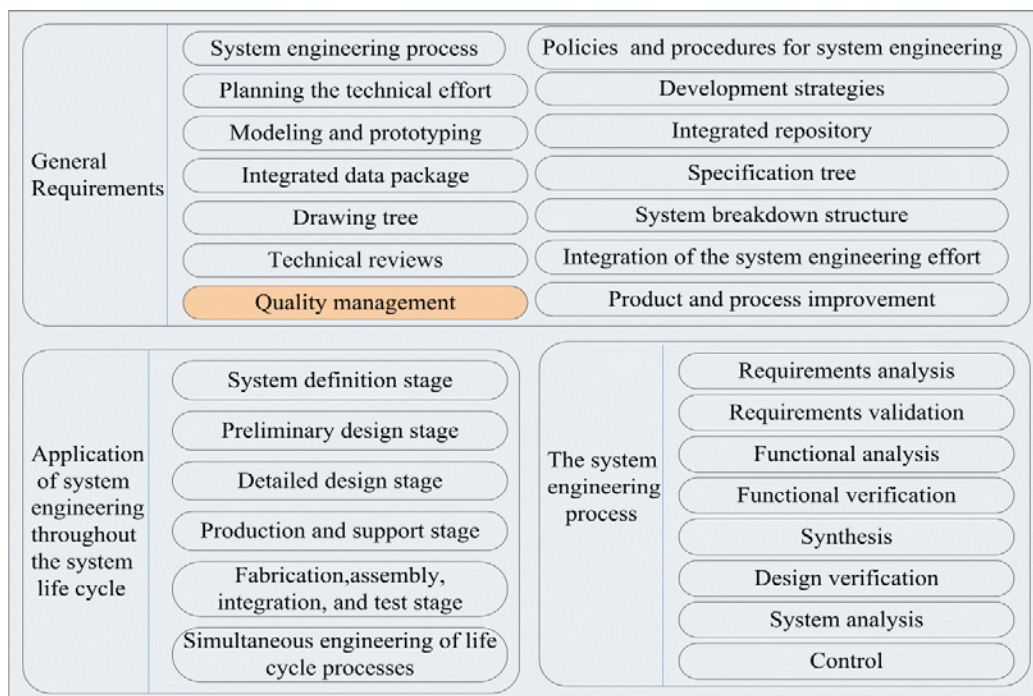 General
Requirements
System engineering process
Planning the technical effort
Modeling and prototyping
Integrated data package
Drawing tree
Technical reviews
Quality management
Policies and procedures for system engineering
Development strategies
Integrated repository
Specification tree
System breakdown structure
Integration of the system engineering effort
Product and process improvement
Application
of system
engineering
throughout
the system
life cycle
System definition stage
Preliminary design stage
Detailed design stage
Production and support stage
Fabrication,assembly,
integration, and test stage
Simultaneous engineering of life
cycle processes
The system
engineering
process
Requirements analysis
Requirements validation
Functional analysis
Functional verification
Synthesis
Design verification
System analysis
Control